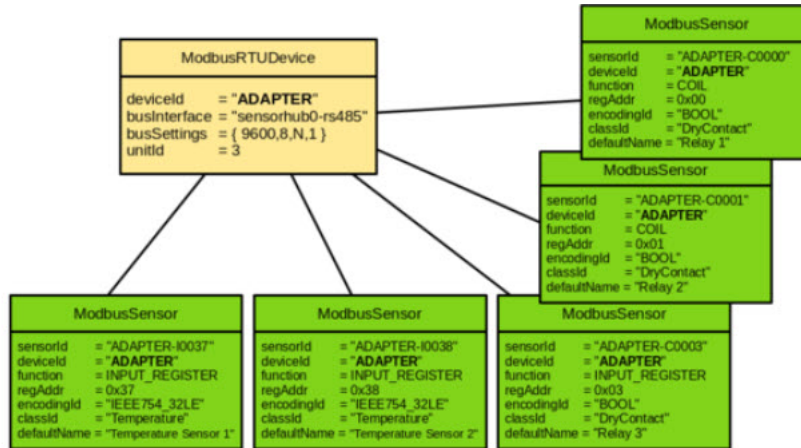 ModbusRTUDevice
deviceId = "ADAPTER"
busInterface = "sensorhub0-rs485"
busSettings = { 9600,8,N,1 }
unitId = 3
ModbusSensor
sensorId = "ADAPTER-C0000"
deviceId = "ADAPTER"
function = COIL
regAddr = 0x00
encodingId = "BOOL"
classId = "DryContact"
defaultName = "Relay 1"
ModbusSensor
sensorId = "ADAPTER-C0001"
deviceId = "ADAPTER"
function = COIL
regAddr = 0x01
encodingId = "BOOL"
classId = "DryContact"
defaultName = "Relay 2"
ModbusSensor
sensorId = "ADAPTER-I0037"
deviceId = "ADAPTER"
function = INPUT_REGISTER
regAddr = 0x37
encodingId = "IEEE754_32LE"
classId = "Temperature"
defaultName = "Temperature Sensor 1"
ModbusSensor
sensorId = "ADAPTER-I0038"
deviceId = "ADAPTER"
function = INPUT_REGISTER
regAddr = 0x38
encodingId = "IEEE754_32LE"
classId = "Temperature"
defaultName = "Temperature Sensor 2"
ModbusSensor
sensorId = "ADAPTER-C0003"
deviceId = "ADAPTER"
function = INPUT_REGISTER
regAddr = 0x03
encodingId = "BOOL"
classId = "DryContact"
defaultName = "Relay 3"